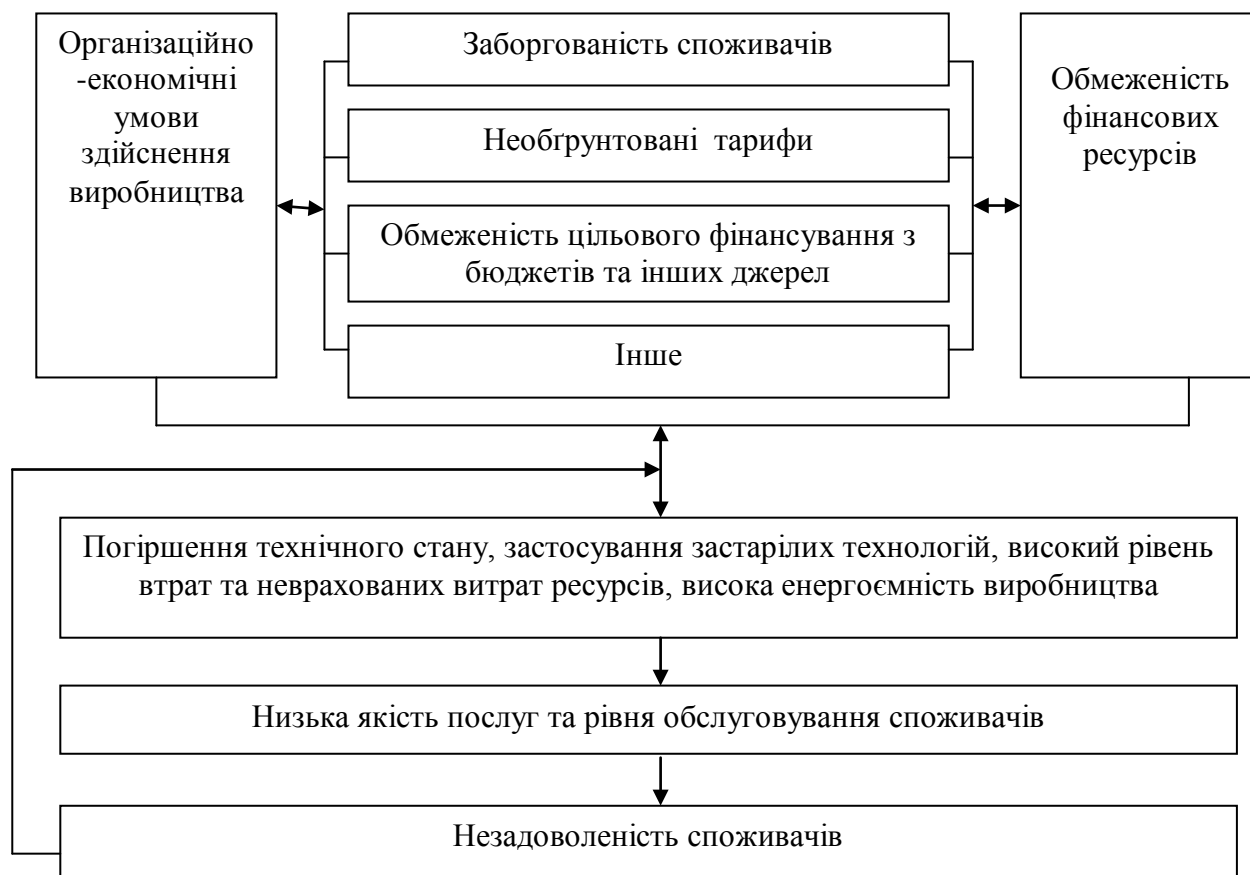 Організаційно
-економічні
умови
здійснення
виробництва
Заборгованість споживачів
Необґрунтовані тарифи
Обмеженість цільового фінансування з
бюджетів та інших джерел
Інше
Обмеженість
фінансових
ресурсів
Погіршення технічного стану, застосування застарілих технологій, високий рівень
втрат та неврахованих витрат ресурсів, висока енергоємність виробництва
Низька якість послуг та рівня обслуговування споживачів
Незадоволеність споживачів